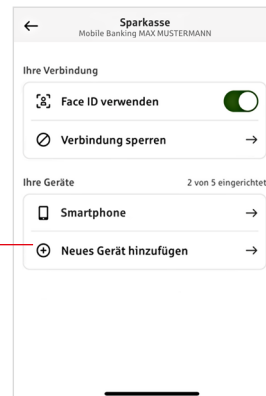 Sparkasse
Mobile Banking MAX MUSTERMANN
Ihre Verbindung
Face ID verwenden
Verbindung sperren
Ihre Geräte 2 von 5 eingerichtet
Smartphone
Neues Gerät hinzufügen